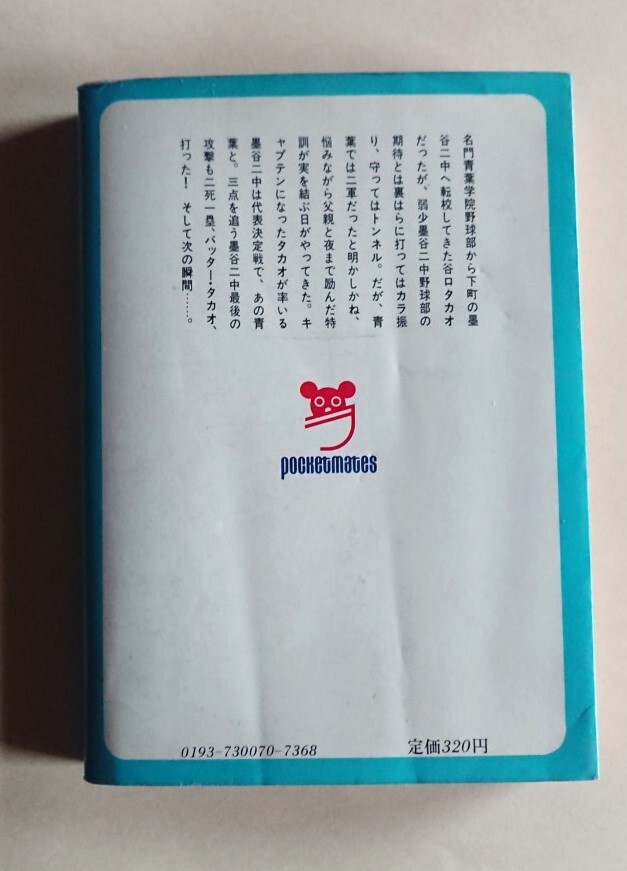 名門青葉学院野球部から下町の墨
谷二中へ転校してきた谷口タカオ
だったが、弱少墨谷二中野球部の
期待とは裏はらに打ってはカラ振
り、守ってはトンネル。だが、青
葉では二軍だったと明かしかね、
悩みながら父親と夜まで励んだ特
訓が実を結ぶ日がやってきた。キ
ャプテンになったタカオが率いる
墨谷二中は代表決定戦で、あの青
葉と。三点を追う墨谷二中最後の
攻撃も二死一塁、バッター・タカオ、
打った！ そして次の瞬間……。
pocketmates
0193-730070-7368
定価320円